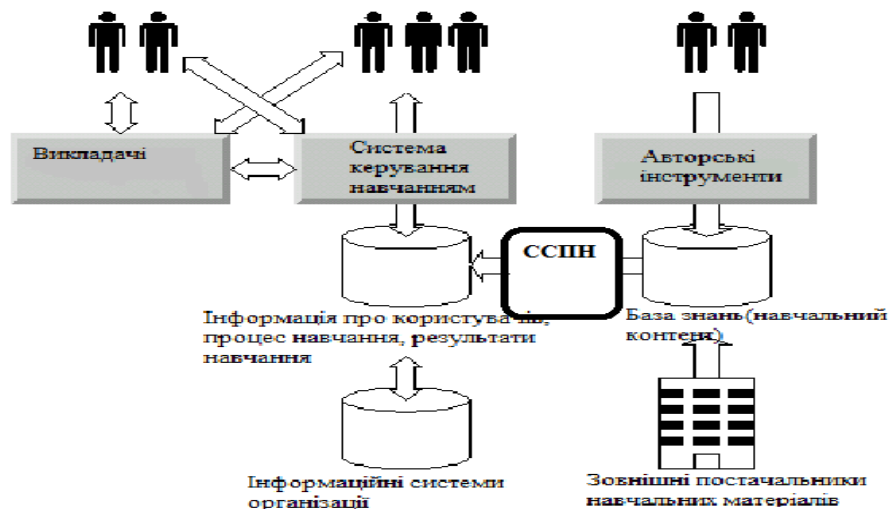 Викладачі
Система
керування
навчанням
Авторські
інструменти
ССПН
Інформація про користувачів,
процес навчання, результати
навчання
База знань(навчальний
контент)
Інформаційні системи
організації
Зовнішні постачальники
навчальних матеріалів